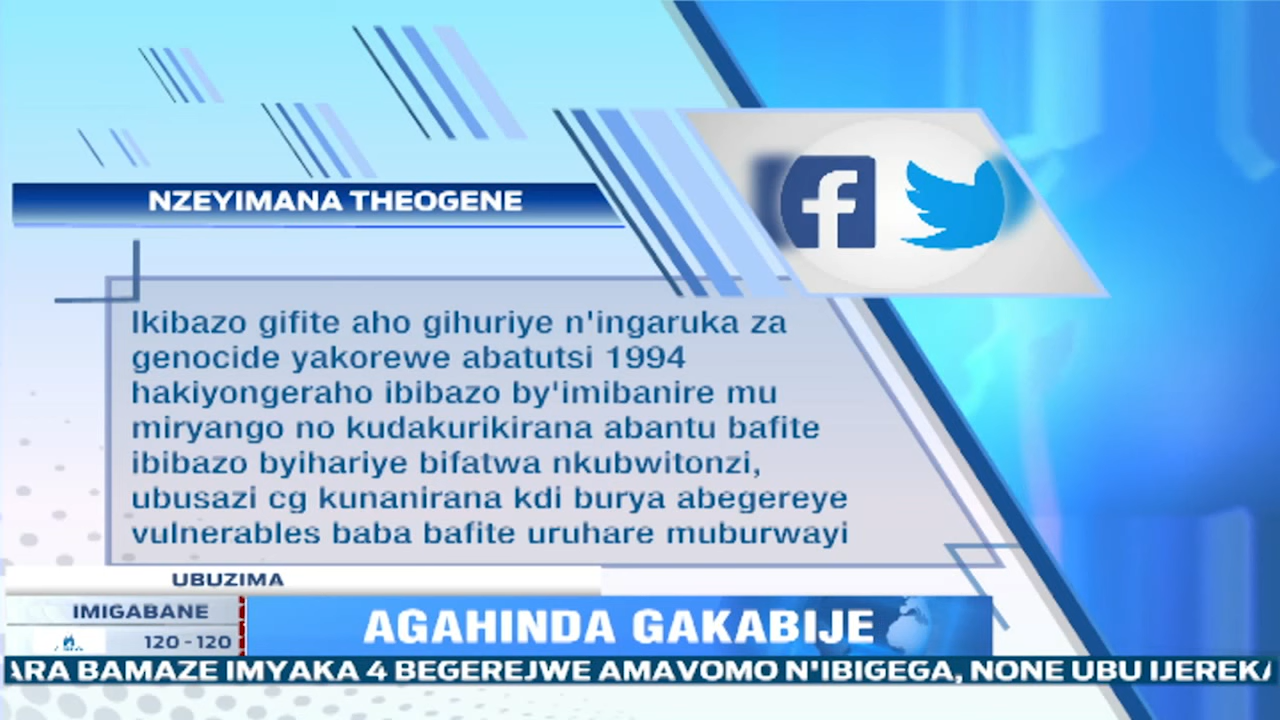 NZEYIMANA THEOGENE
Ikibazo gifite aho gihuriye n'ingaruka za
genocide yakorewe abatutsi 1994
hakiyongeraho ibibazo by'imibanire mu
miryango no kudakurikirana abantu bafite
ibibazo byihariye bifatwa nkubwitonzi,
ubusazi cg kunanirana kdi burya abegereye
vulnerables baba bafite uruhare muburwayi
UBUZIMA
IMIGABANE
120 - 120
AGAHINDA GAKABIJE
BAMAZE IMYAKA 4 BEGEREJWE AMAVOMO N'IBIGEGA, NONE UBU